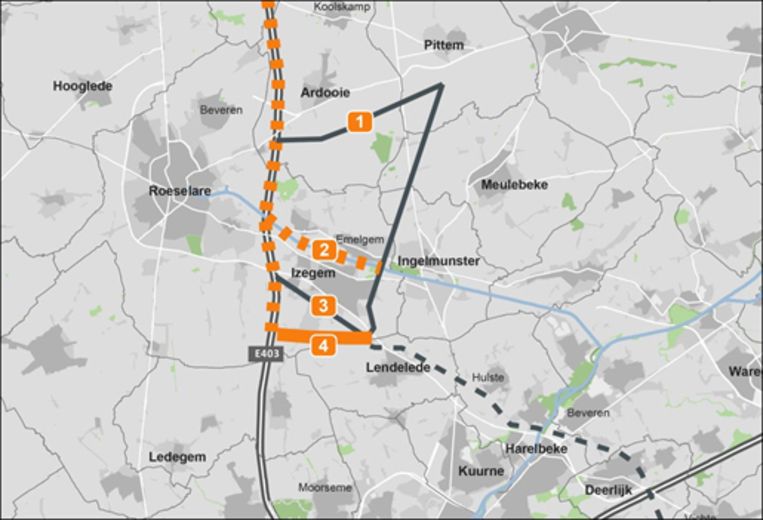 Koolskamp
Pittem
Hooglede
Ardooie
Beveren
1
Roeselare
Meulebeke
Emelgem
2
Izegem
Ingelmunster
3
4
E403
Lendelede
Hulste
Ware
Beveren
Harelbeke
Ledegem
Kuurne
Moorsele
Deerlijk